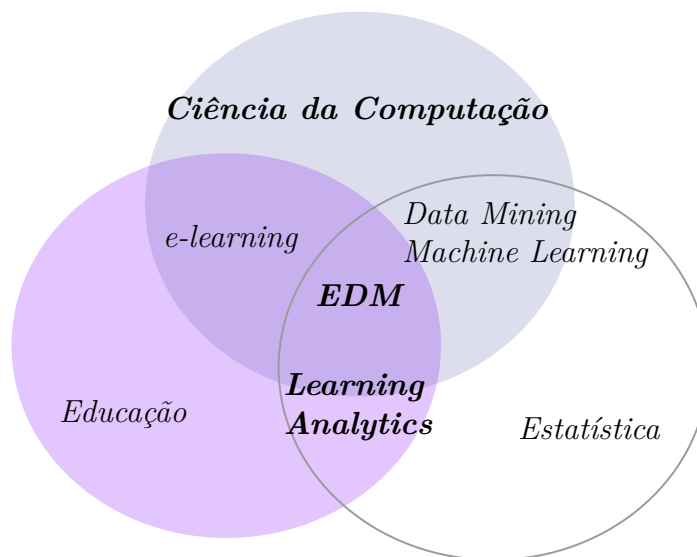 Ciência da Computação
Data Mining
e-learning
Machine Learning
EDM
Learning
Educação
Analytics
Estatística